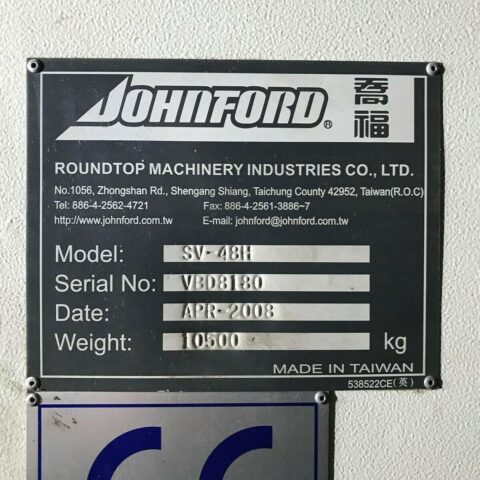 JOHNFORD® 喬福
ROUNDTOP MACHINERY INDUSTRIES CO., LTD.
No.1056, Zhongshan Rd., Shengang Shiang, Taichung County 42952, Taiwan(R.O.C)
Tel: 886-4-2562-4721 Fax: 886-4-2561-3886~7
http://www.johnford.com.tw E-mail: johnford@johnford.com.tw
Model: SV-48H
Serial No: VBD8180
Date: APR-2008
Weight: 10500 kg
MADE IN TAIWAN
538522CE(英)
CE